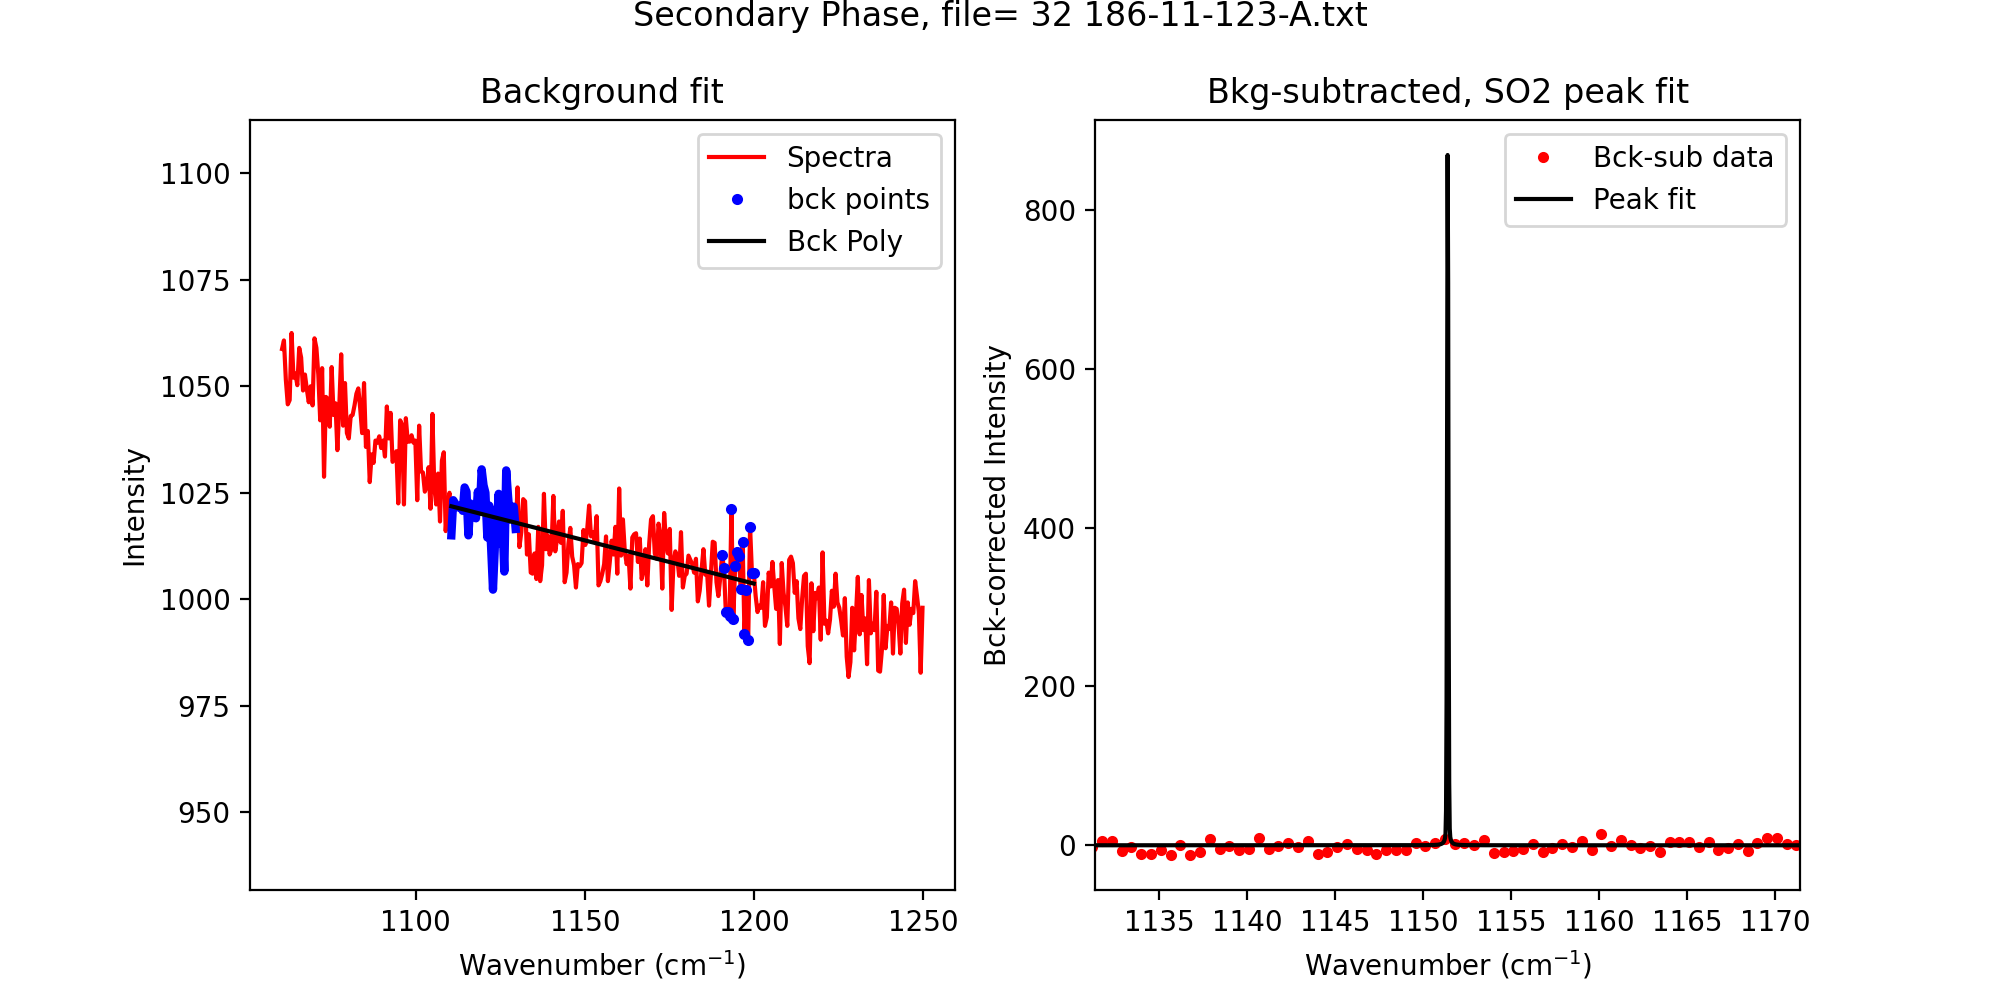 Secondary Phase, file= 32 186-11-123-A.txt
Background fit
Spectra
bck points
Bck Poly
1100
1075
1050
1025
1000
975
950
Intensity
1100 1150 1200 1250
Wavenumber (cm⁻¹)
Bkg-subtracted, SO2 peak fit
Bck-sub data
Peak fit
800
600
400
200
0
Bck-corrected Intensity
1135 1140 1145 1150 1155 1160 1165 1170
Wavenumber (cm⁻¹)